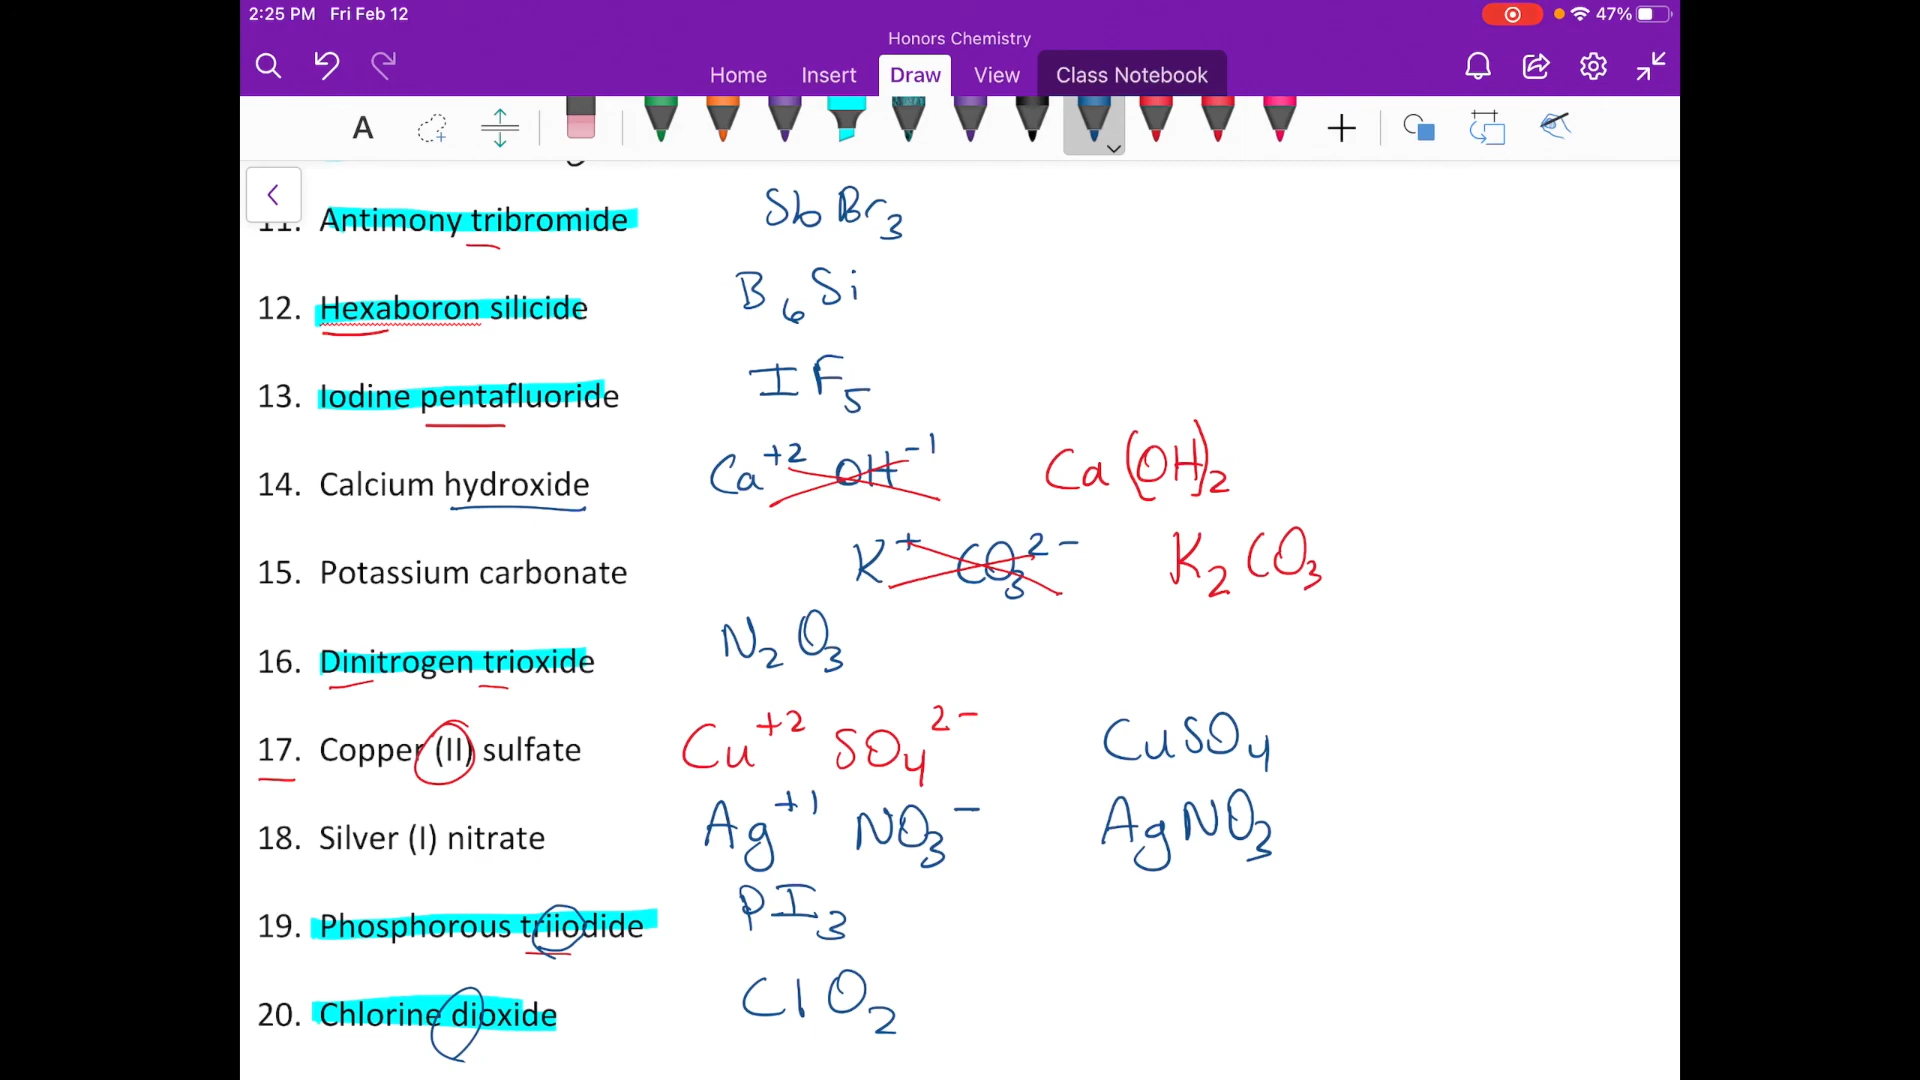 2:25 PM Fri Feb 12 47%
Honors Chemistry
Home Insert Draw View Class Notebook
A
11. Antimony tribromide SbBr3
12. Hexaboron silicide B6Si
13. Iodine pentafluoride IF5
14. Calcium hydroxide Ca+2 OH-1 Ca(OH)2
15. Potassium carbonate K+ CO3 2- K2CO3
16. Dinitrogen trioxide N2O3
17. Copper (II) sulfate Cu+2 SO4 2- CuSO4
18. Silver (I) nitrate Ag+1 NO3- AgNO3
19. Phosphorous triiodide PI3
20. Chlorine dioxide ClO2